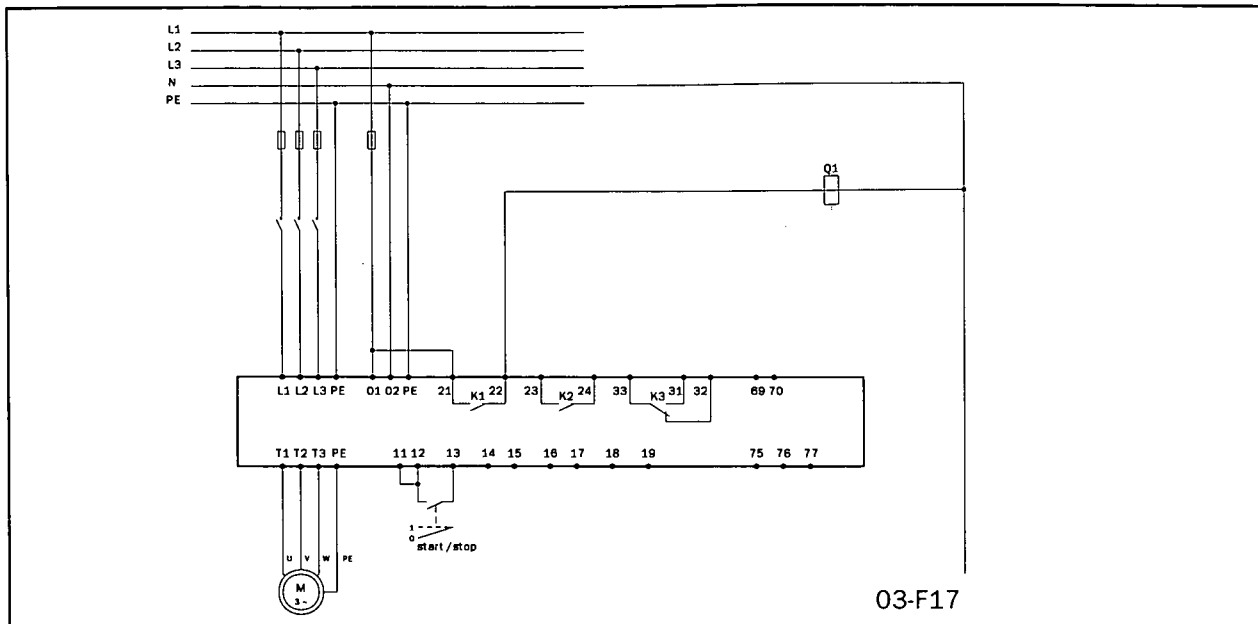 L1
L2
L3
N
PE
Q1
L1 L2 L3 PE 01 02 PE 21 K1 22 23 K2 24 33 K3 31 32 69 70
T1 T2 T3 PE 11 12 13 14 15 16 17 18 19 75 76 77
1
0
start/stop
U V W PE
M
3~
03-F17